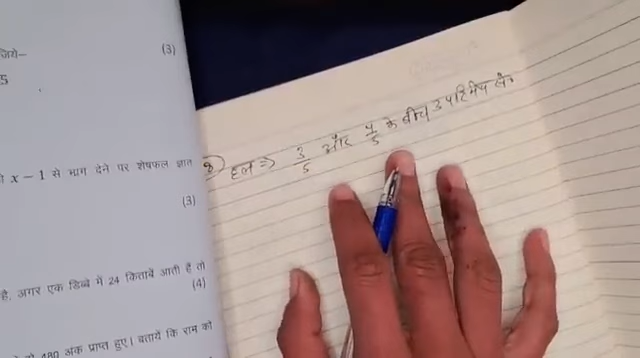 (3)
5
x – 1 से भाग देने पर शेषफल ज्ञात
(3)
है, अगर एक डिब्बे में 24 किताबें आती हैं तो
(4)
480 अंक प्राप्त हुए। बतायें कि राम को
हल ⇒ 3/5 और 4/5 के बीच 3 परिमेय सं०